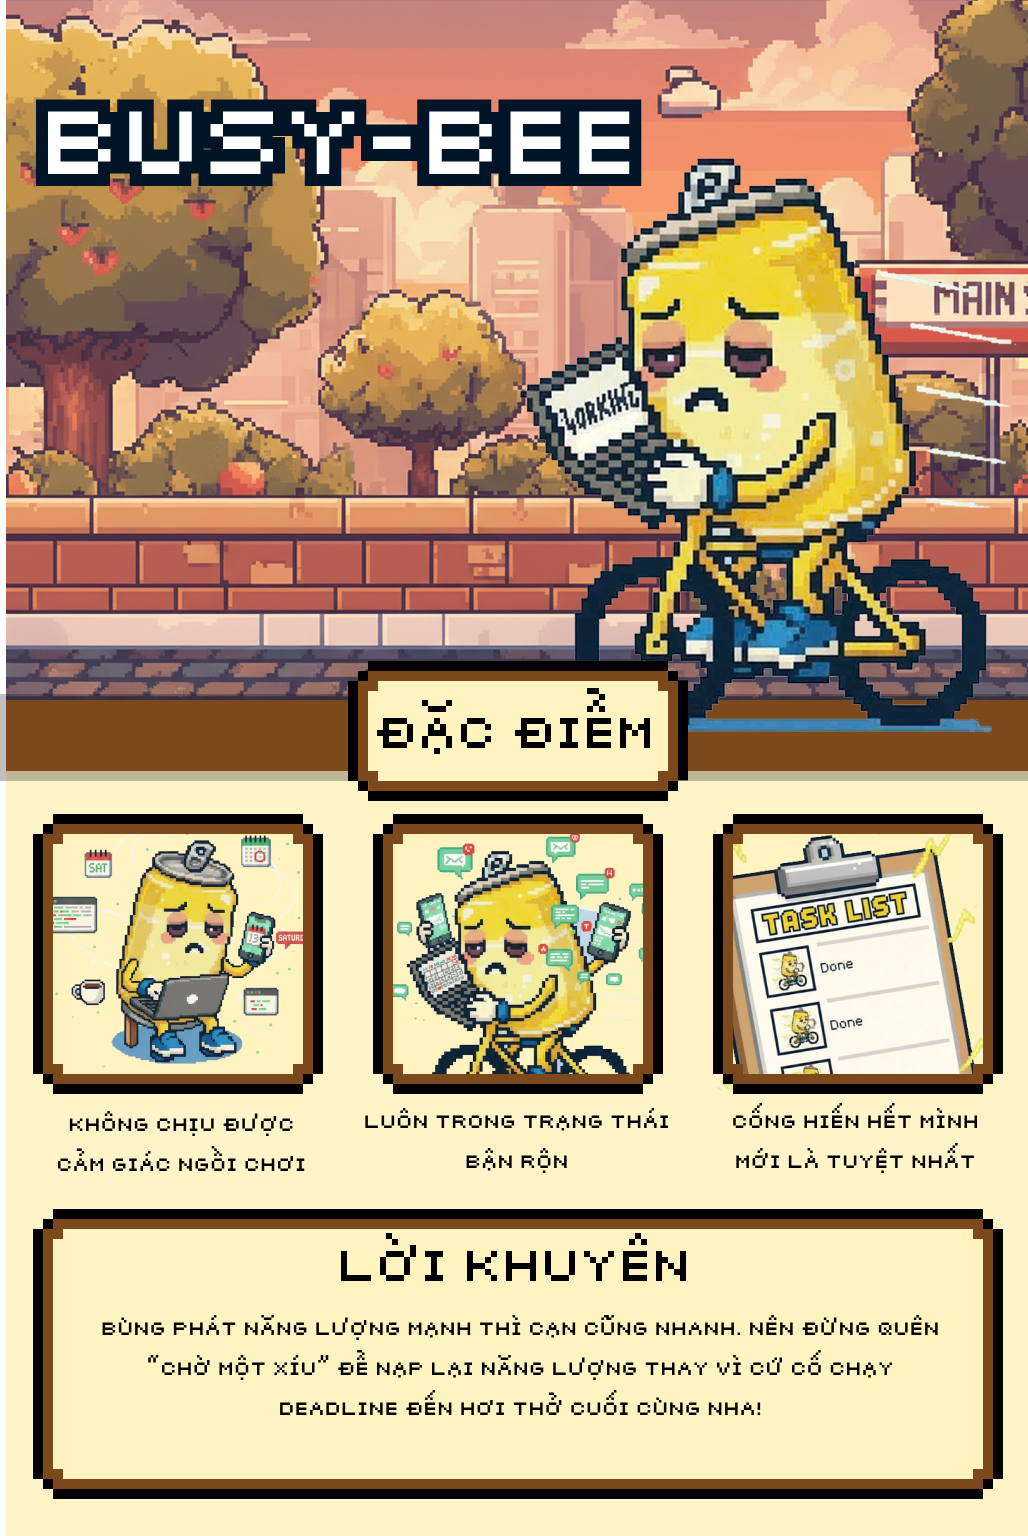 BUSY-BEE
MAIN
WORKING
ĐẶC ĐIỂM
SAT
13
SATURD
TASK LIST
Done
Done
KHÔNG CHỊU ĐƯỢC
CẢM GIÁC NGỒI CHƠI
LUÔN TRONG TRẠNG THÁI
BẬN RỘN
CỐNG HIẾN HẾT MÌNH
MỚI LÀ TUYỆT NHẤT
LỜI KHUYÊN
BÙNG PHÁT NĂNG LƯỢNG MẠNH THÌ CẠN CŨNG NHANH. NÊN ĐỪNG QUÊN
“CHỜ MỘT XÍU” ĐỂ NẠP LẠI NĂNG LƯỢNG THAY VÌ CỨ CỐ CHẠY
DEADLINE ĐẾN HƠI THỞ CUỐI CÙNG NHA!